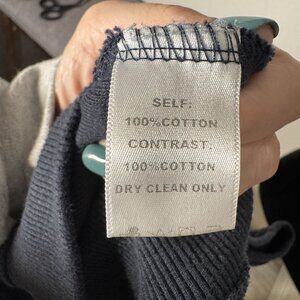 SELF:
100%COTTON
CONTRAST:
100%COTTON
DRY CLEAN ONLY